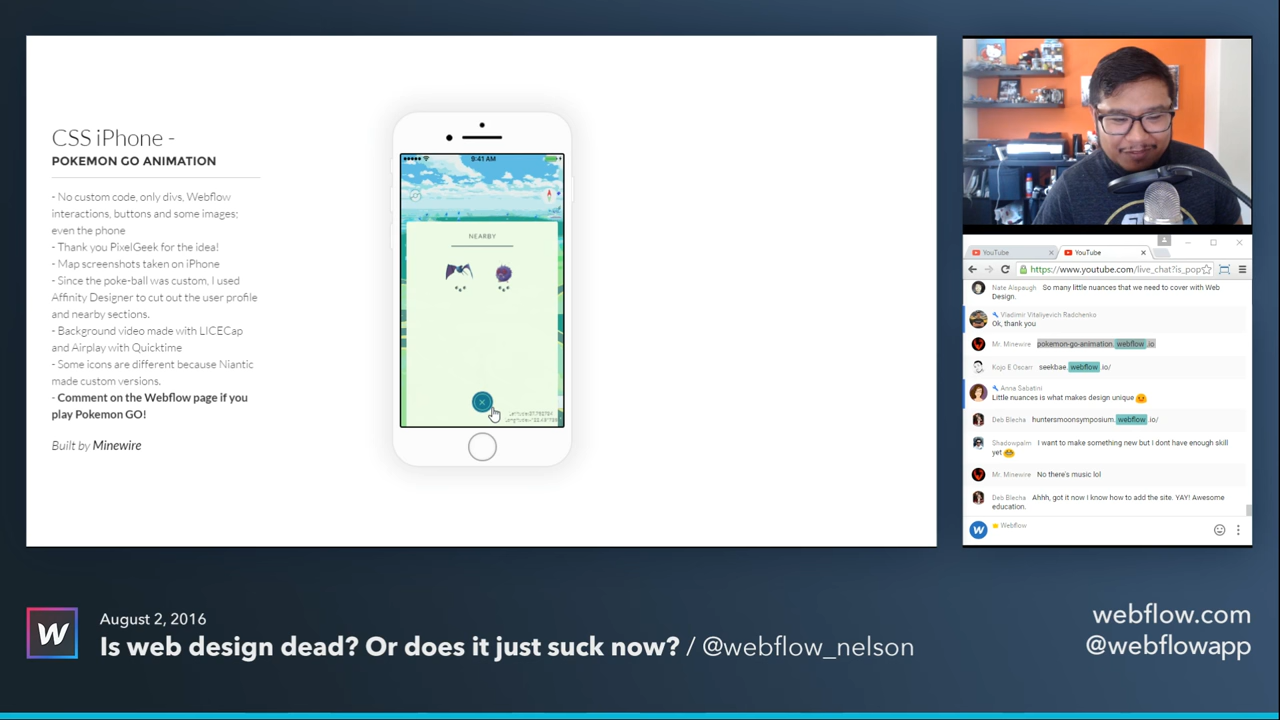 CSS iPhone -
POKEMON GO ANIMATION
- No custom code, only divs, Webflow
interactions, buttons and some images;
even the phone
- Thank you PixelGeek for the idea!
- Map screenshots taken on iPhone
- Since the poke-ball was custom, I used
Affinity Designer to cut out the user profile
and nearby sections.
- Background video made with LICECap
and Airplay with Quicktime
- Some icons are different because Niantic
made custom versions.
- Comment on the Webflow page if you
play Pokemon GO!
Built by Minewire
9:41 AM
NEARBY
YouTube
YouTube
https://www.youtube.com/live_chat?is_pop
Nate Alspaugh So many little nuances that we need to cover with Web
Design.
Vladimir Vitaliyevich Radchenko
Ok, thank you
Mr. Minewire pokemon-go-animation.webflow.io
Kojo E Oscarr seekbae.webflow.io/
Anna Sabatini
Little nuances is what makes design unique
Deb Blecha huntersmoonsymposium.webflow.io/
Shadowpalm I want to make something new but I dont have enough skill
yet
Mr. Minewire No there's music lol
Deb Blecha Ahhh, got it now I know how to add the site. YAY! Awesome
education.
W Webflow
W
August 2, 2016
Is web design dead? Or does it just suck now? / @webflow_nelson
webflow.com
@webflowapp